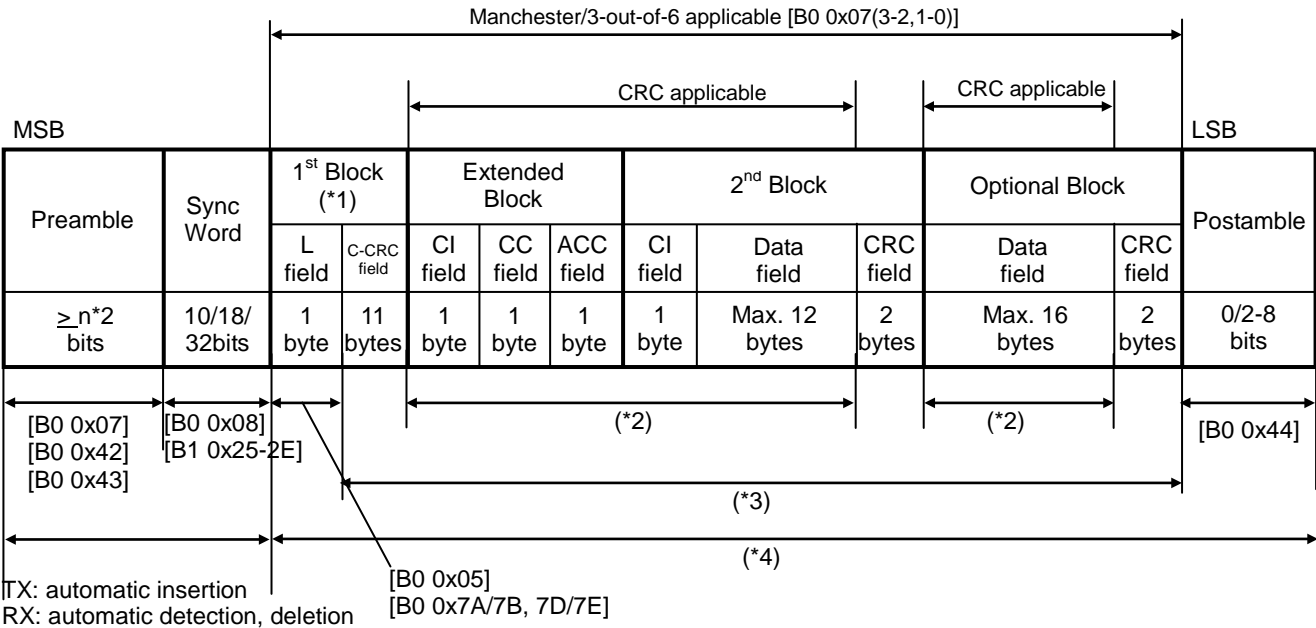 Manchester/3-out-of-6 applicable [B0 0x07(3-2,1-0)]
CRC applicable
CRC applicable
MSB
LSB
Preamble
Sync
Word
1st Block
(*1)
Extended
Block
2nd Block
Optional Block
Postamble
L
field
C-CRC
field
CI
field
CC
field
ACC
field
CI
field
Data
field
CRC
field
Data
field
CRC
field
≥ n*2
bits
10/18/
32bits
1
byte
11
bytes
1
byte
1
byte
1
byte
1
byte
Max. 12
bytes
2
bytes
Max. 16
bytes
2
bytes
0/2-8
bits
[B0 0x07]
[B0 0x42]
[B0 0x43]
[B0 0x08]
[B1 0x25-2E]
(*2)
(*2)
[B0 0x44]
(*3)
(*4)
TX: automatic insertion
RX: automatic detection, deletion
[B0 0x05]
[B0 0x7A/7B, 7D/7E]